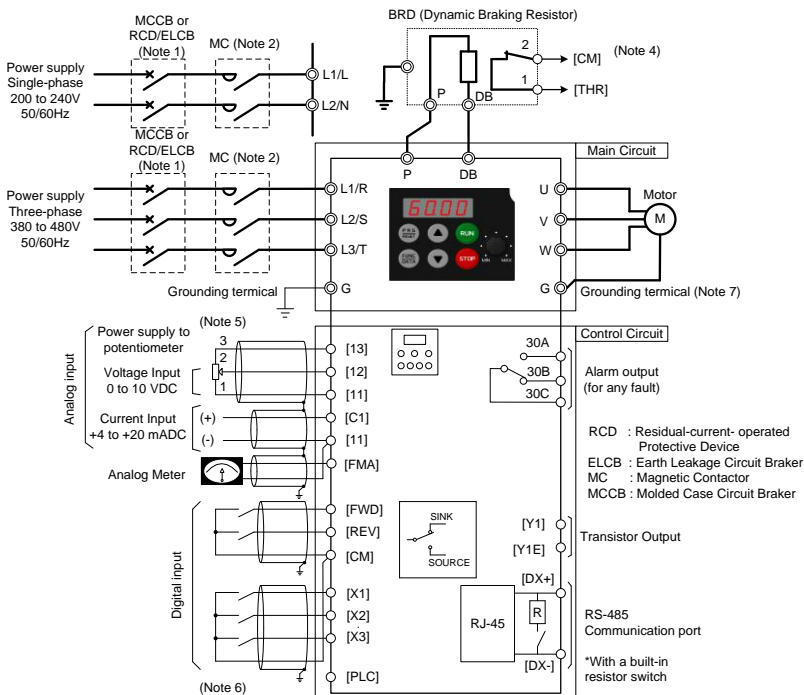 BRD (Dynamic Braking Resistor)
MCCB or
RCD/ELCB
(Note 1)
MC (Note 2)
Power supply
Single-phase
200 to 240V
50/60Hz
L1/L
L2/N
2
1
[CM]
[THR]
(Note 4)
P
DB
MCCB or
RCD/ELCB
(Note 1)
MC (Note 2)
Power supply
Three-phase
380 to 480V
50/60Hz
Main Circuit
P
DB
L1/R
L2/S
L3/T
G
Grounding termical
60.00
PRG
RESET
RUN
FUNC
DATA
STOP
MIN
MAX
U
V
W
G
Motor
M
Grounding termical (Note 7)
Control Circuit
Analog input
(Note 5)
Power supply to
potentiometer
Voltage Input
0 to 10 VDC
Current Input
+4 to +20 mADC
3
2
1
(+)
(-)
Analog Meter
[13]
[12]
[11]
[C1]
[11]
[FMA]
30A
30B
30C
Alarm output
(for any fault)
RCD : Residual-current- operated
Protective Device
ELCB : Earth Leakage Circuit Braker
MC : Magnetic Contactor
MCCB : Molded Case Circuit Braker
Digital input
[FWD]
[REV]
[CM]
[X1]
[X2]
[X3]
[PLC]
(Note 6)
SINK
SOURCE
[Y1]
[Y1E]
Transistor Output
[DX+]
RJ-45
R
[DX-]
RS-485
Communication port
*With a built-in
resistor switch